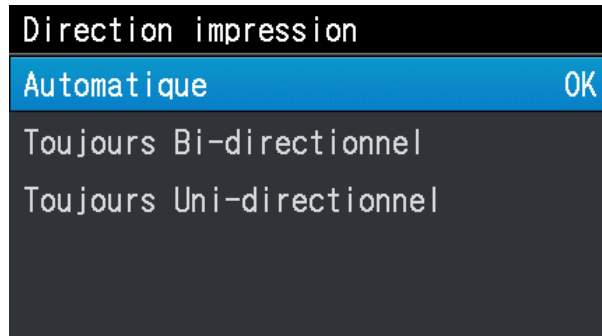 Direction impression
Automatique OK
Toujours Bi-directionnel
Toujours Uni-directionnel